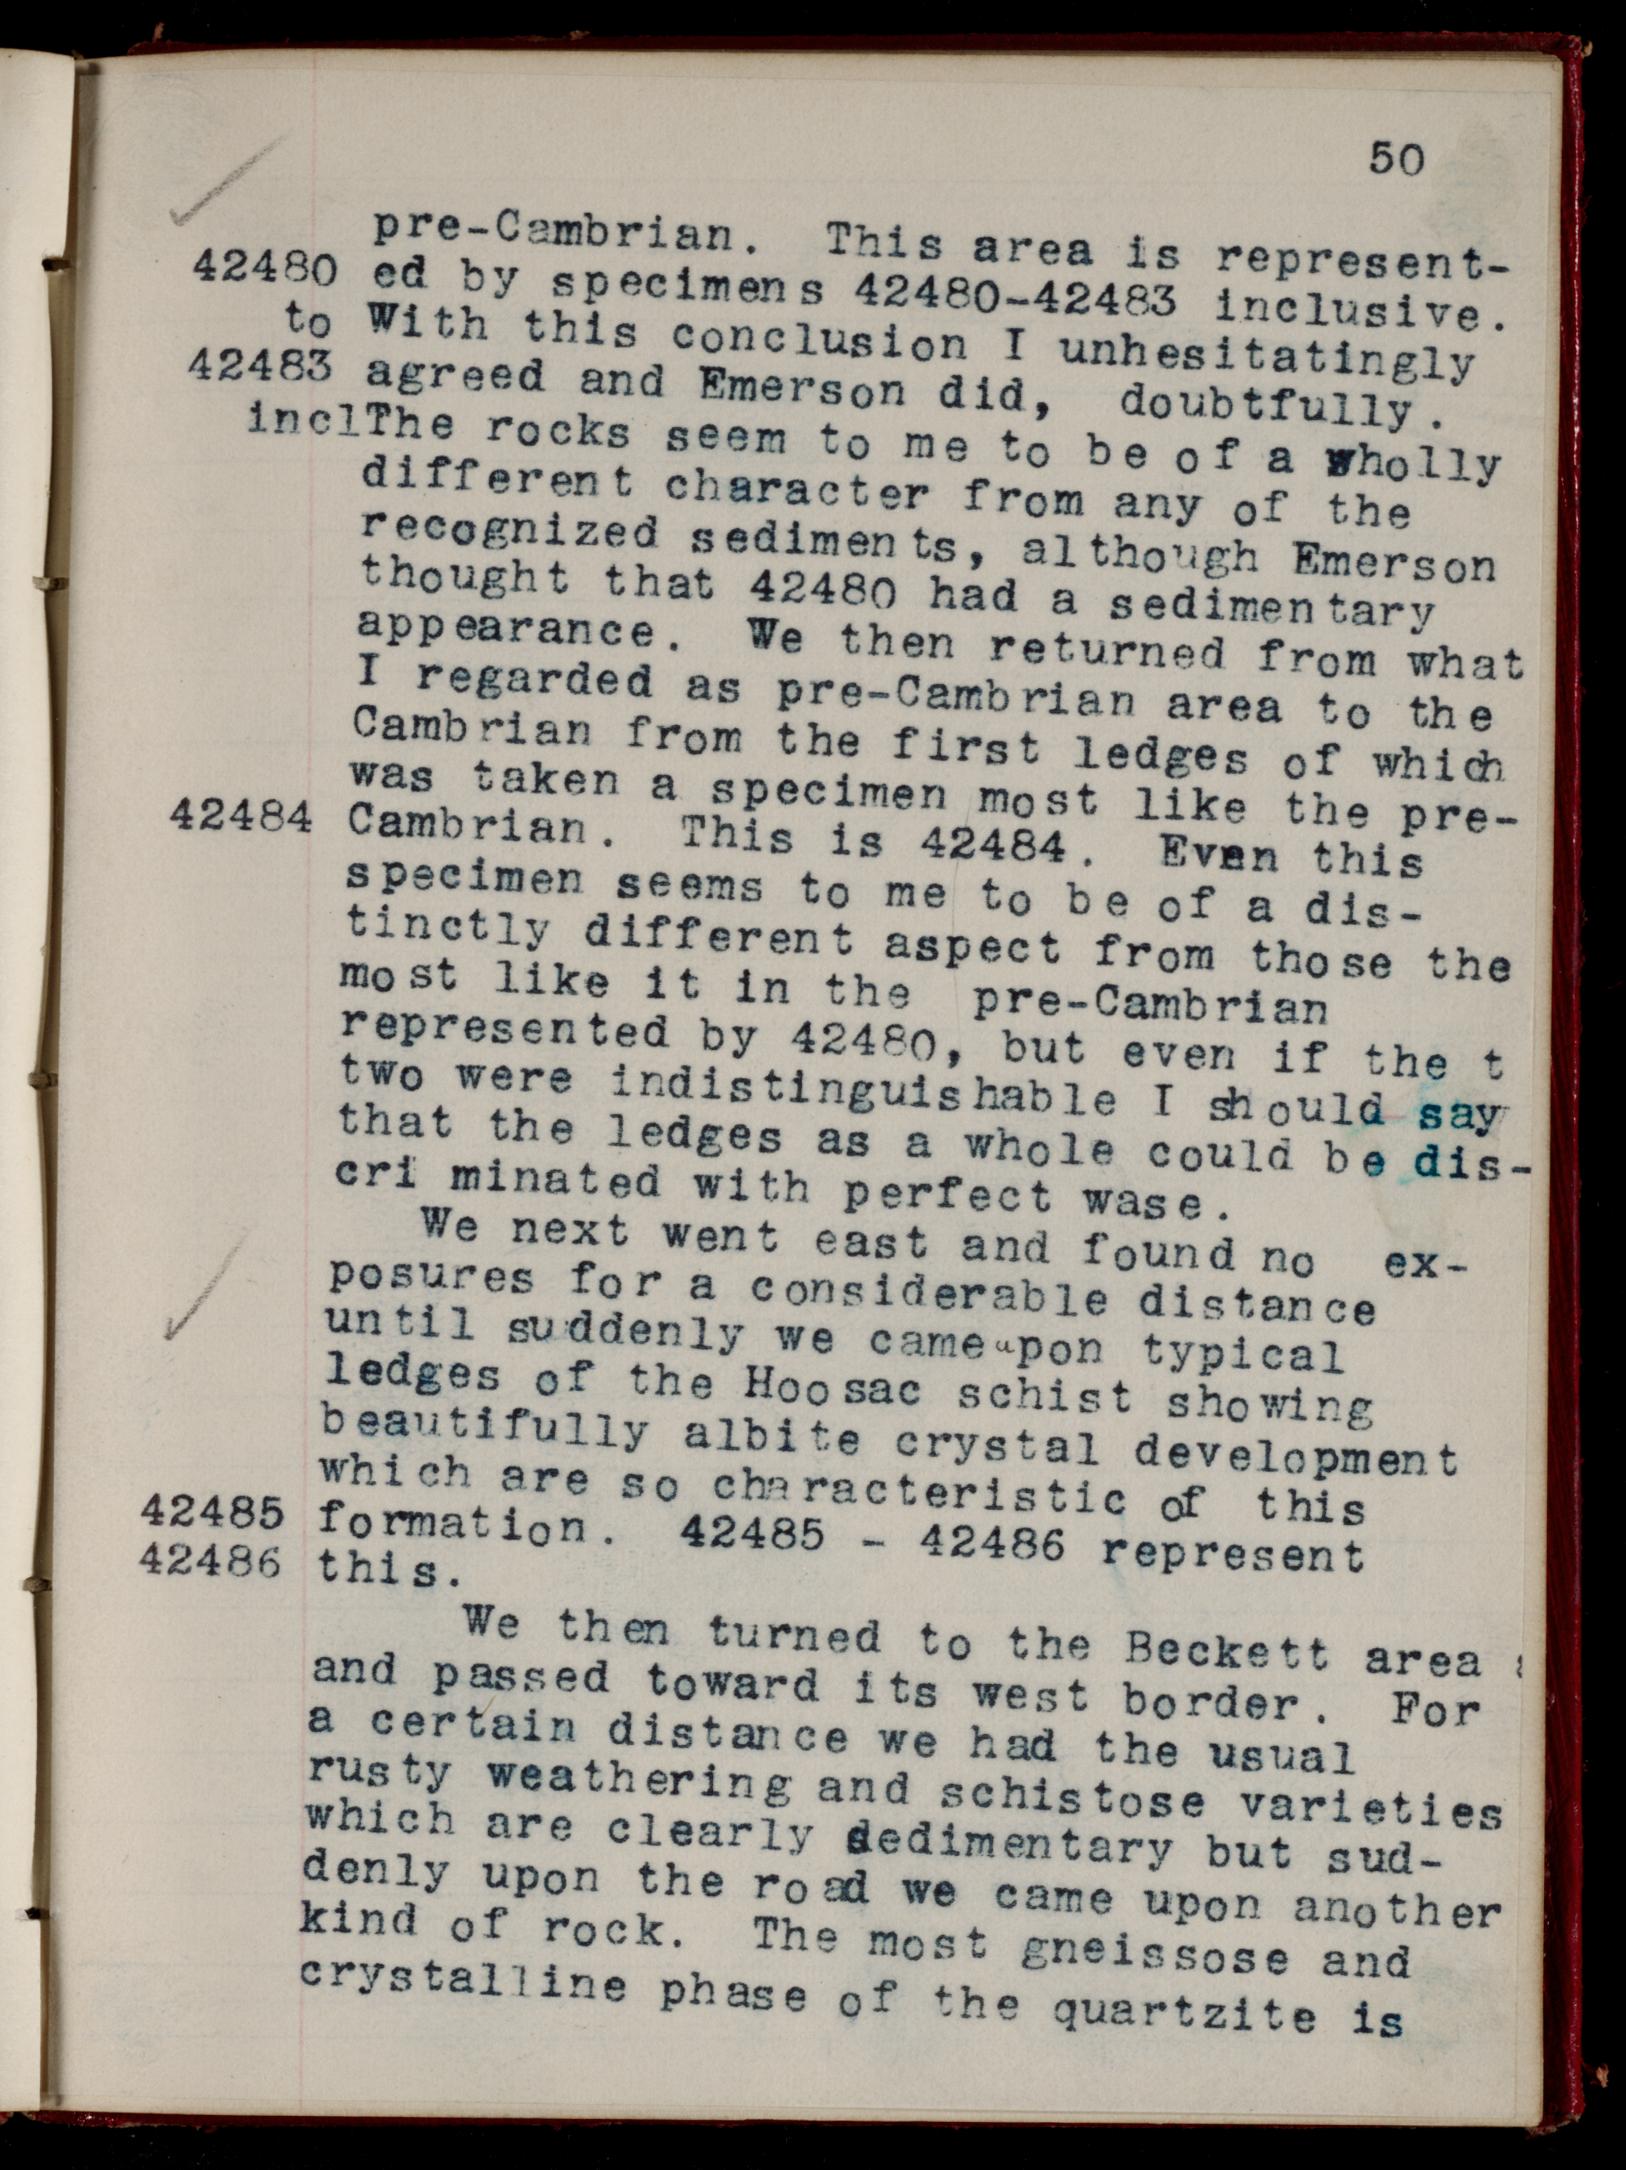 50
pre-Cambrian. This area is represent-
42480 ed by specimens 42480-42483 inclusive.
to With this conclusion I unhesitatingly
42483 agreed and Emerson did, doubtfully.
incl The rocks seem to me to be of a wholly
different character from any of the
recognized sediments, although Emerson
thought that 42480 had a sedimentary
appearance. We then returned from what
I regarded as pre-Cambrian area to the
Cambrian from the first ledges of which
was taken a specimen most like the pre-
42484 Cambrian. This is 42484. Even this
specimen seems to me to be of a dis-
tinctly different aspect from those the
most like it in the pre-Cambrian
represented by 42480, but even if the t
two were indistinguishable I should say
that the ledges as a whole could be dis-
cri minated with perfect wase.
We next went east and found no ex-
posures for a considerable distance
until suddenly we came upon typical
ledges of the Hoosac schist showing
beautifully albite crystal development
which are so characteristic of this
42485 formation. 42485 - 42486 represent
42486 this.
We then turned to the Beckett area
and passed toward its west border. For
a certain distance we had the usual
rusty weathering and schistose varieties
which are clearly sedimentary but sud-
denly upon the road we came upon another
kind of rock. The most gneissose and
crystalline phase of the quartzite is